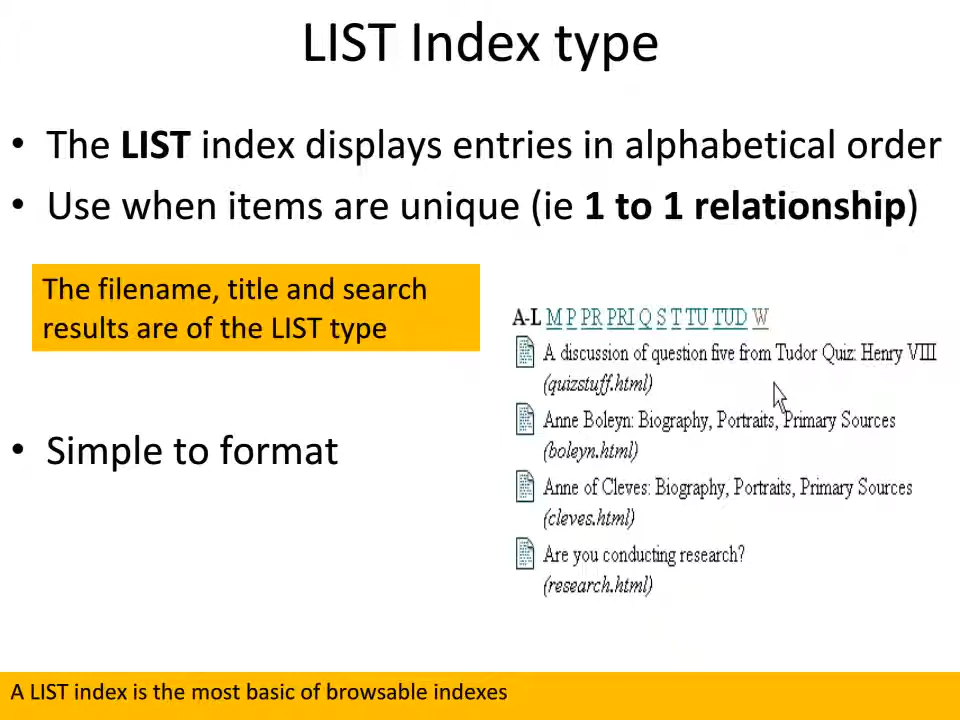 LIST Index type
• The LIST index displays entries in alphabetical order
• Use when items are unique (ie 1 to 1 relationship)
The filename, title and search
results are of the LIST type
• Simple to format
A-L M P PR PRI Q S T TU TUD W
A discussion of question five from Tudor Quiz: Henry VIII
(quizstuff.html)
Anne Boleyn: Biography, Portraits, Primary Sources
(boleyn.html)
Anne of Cleves: Biography, Portraits, Primary Sources
(cleves.html)
Are you conducting research?
(research.html)
A LIST index is the most basic of browsable indexes